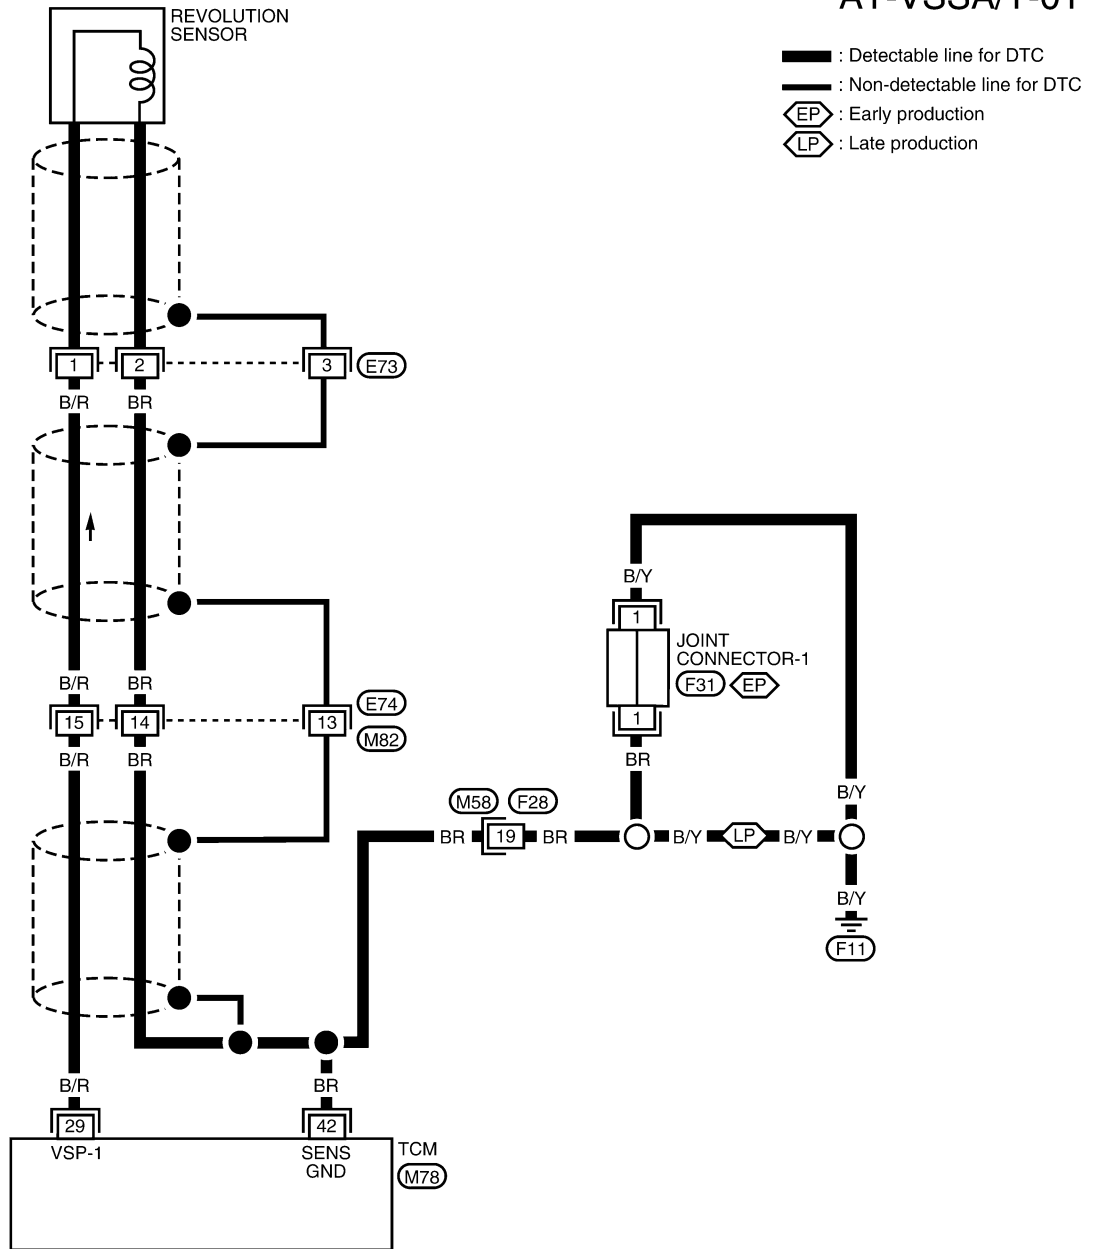 REVOLUTION
SENSOR
AT-VSSA/T-01
: Detectable line for DTC
: Non-detectable line for DTC
EP : Early production
LP : Late production
1 2 3 E73
B/R BR
B/Y
1
JOINT
CONNECTOR-1
F31 EP
1
BR
B/R BR
E74
15 14 13
M82
B/R BR
B/Y
M58 F28
BR 19 BR B/Y LP B/Y
B/Y
F11
B/R BR
29 42
VSP-1 SENS
GND
TCM
M78